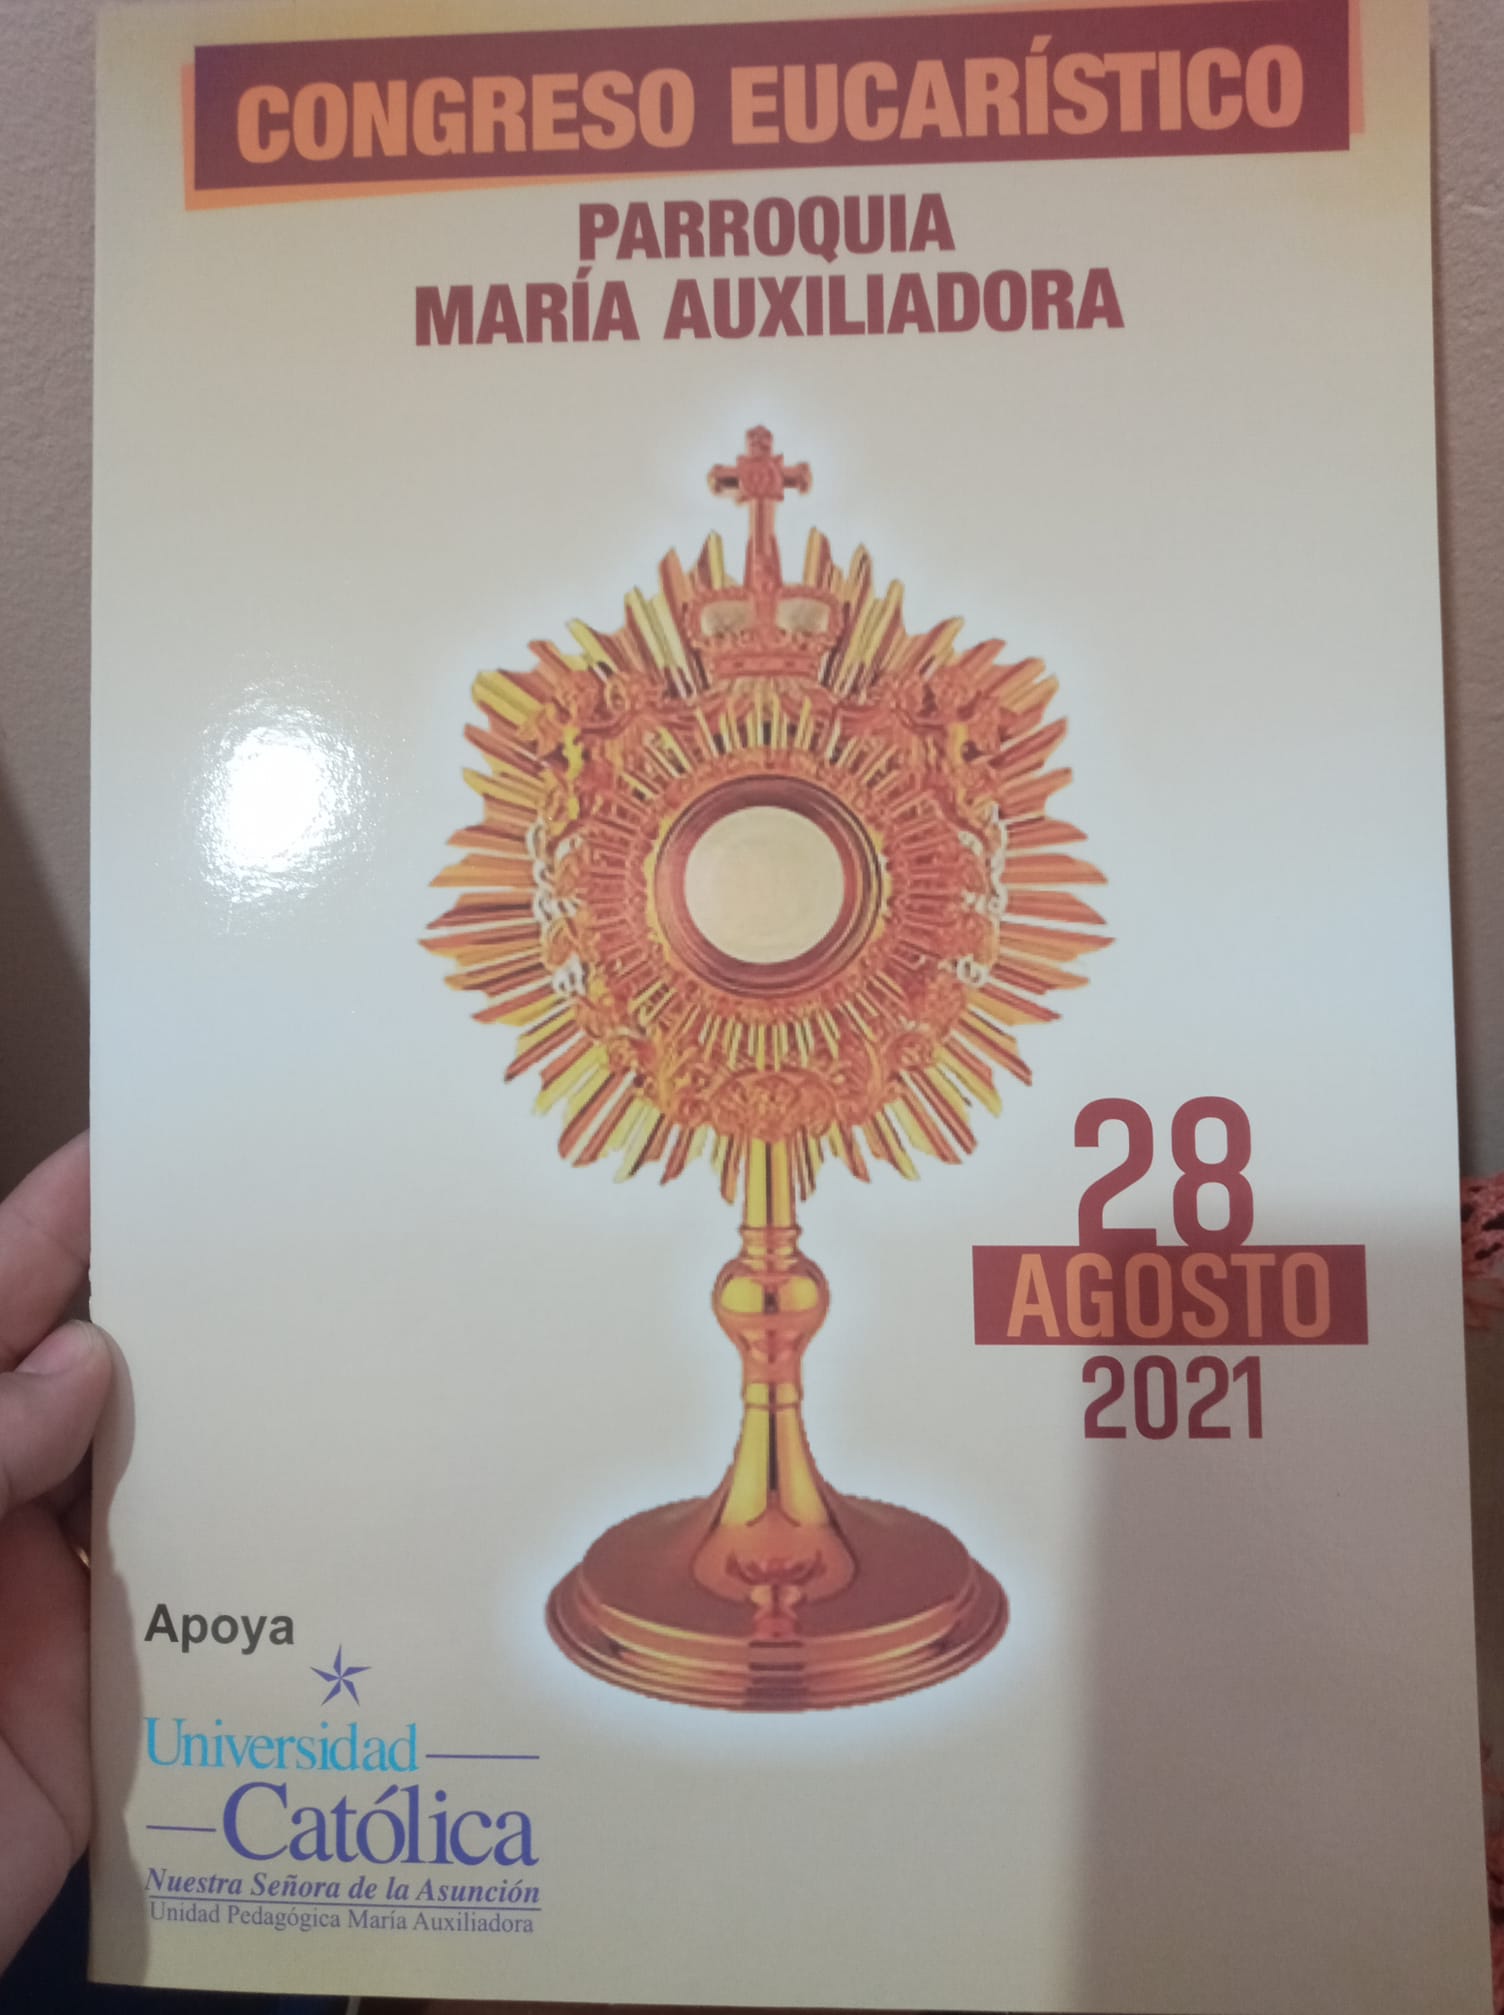 CONGRESO EUCARÍSTICO
PARROQUIA
MARÍA AUXILIADORA
28
AGOSTO
2021
Apoya
Universidad
Católica
Nuestra Señora de la Asunción
Unidad Pedagógica María Auxiliadora